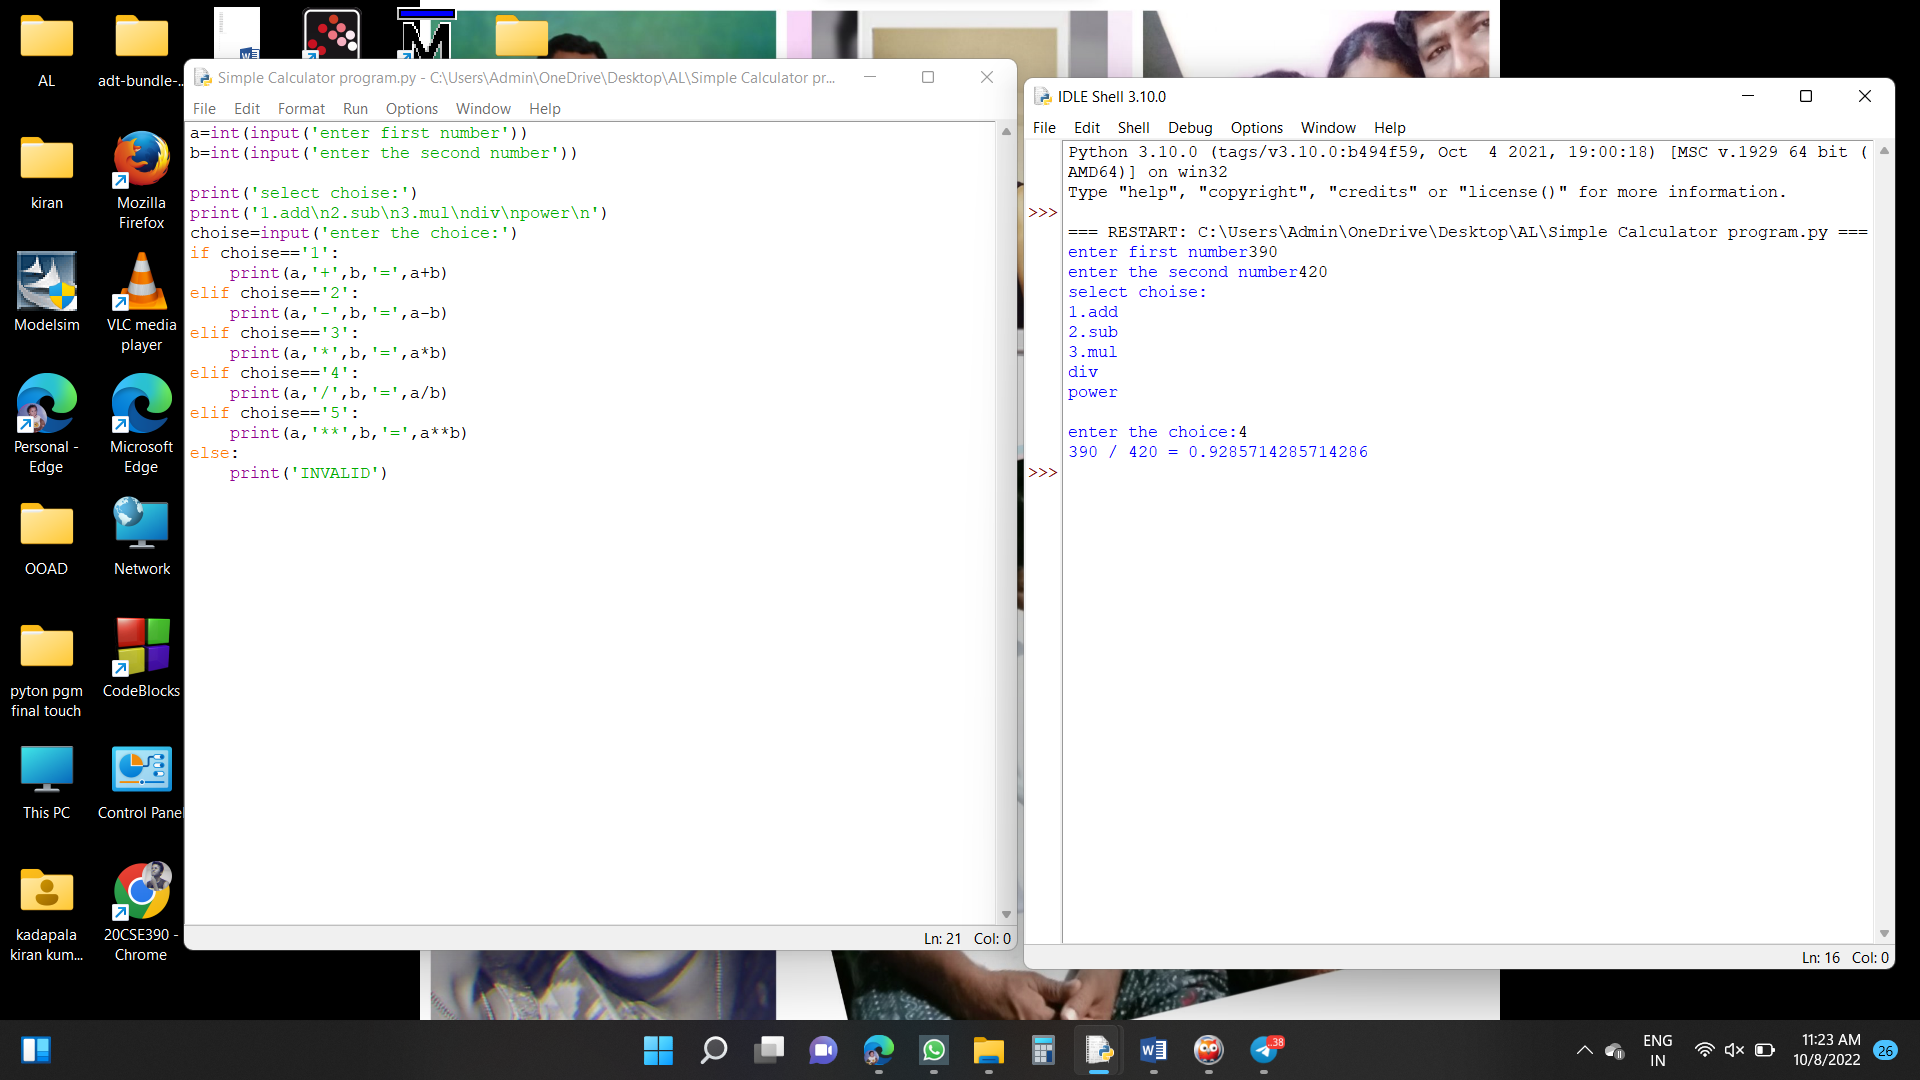 AL
adt-bundle-...
kiran
Mozilla
Firefox
Modelsim
VLC media
player
Personal -
Edge
Microsoft
Edge
OOAD
Network
pyton pgm
final touch
CodeBlocks
This PC
Control Panel
kadapala
kiran kum...
20CSE390 -
Chrome
Simple Calculator program.py - C:\Users\Admin\OneDrive\Desktop\AL\Simple Calculator pr...
File Edit Format Run Options Window Help
a=int(input('enter first number'))
b=int(input('enter the second number'))
print('select choise:')
print('1.add\n2.sub\n3.mul\ndiv\npower\n')
choise=input('enter the choice:')
if choise=='1':
    print(a,'+',b,'=',a+b)
elif choise=='2':
    print(a,'-',b,'=',a-b)
elif choise=='3':
    print(a,'*',b,'=',a*b)
elif choise=='4':
    print(a,'/',b,'=',a/b)
elif choise=='5':
    print(a,'**',b,'=',a**b)
else:
    print('INVALID')
Ln: 21 Col: 0
IDLE Shell 3.10.0
File Edit Shell Debug Options Window Help
Python 3.10.0 (tags/v3.10.0:b494f59, Oct  4 2021, 19:00:18) [MSC v.1929 64 bit (
AMD64)] on win32
Type "help", "copyright", "credits" or "license()" for more information.
>>>
=== RESTART: C:\Users\Admin\OneDrive\Desktop\AL\Simple Calculator program.py ===
enter first number390
enter the second number420
select choise:
1.add
2.sub
3.mul
div
power
enter the choice:4
390 / 420 = 0.9285714285714286
>>>
Ln: 16 Col: 0
38
ENG
IN
11:23 AM
10/8/2022
26